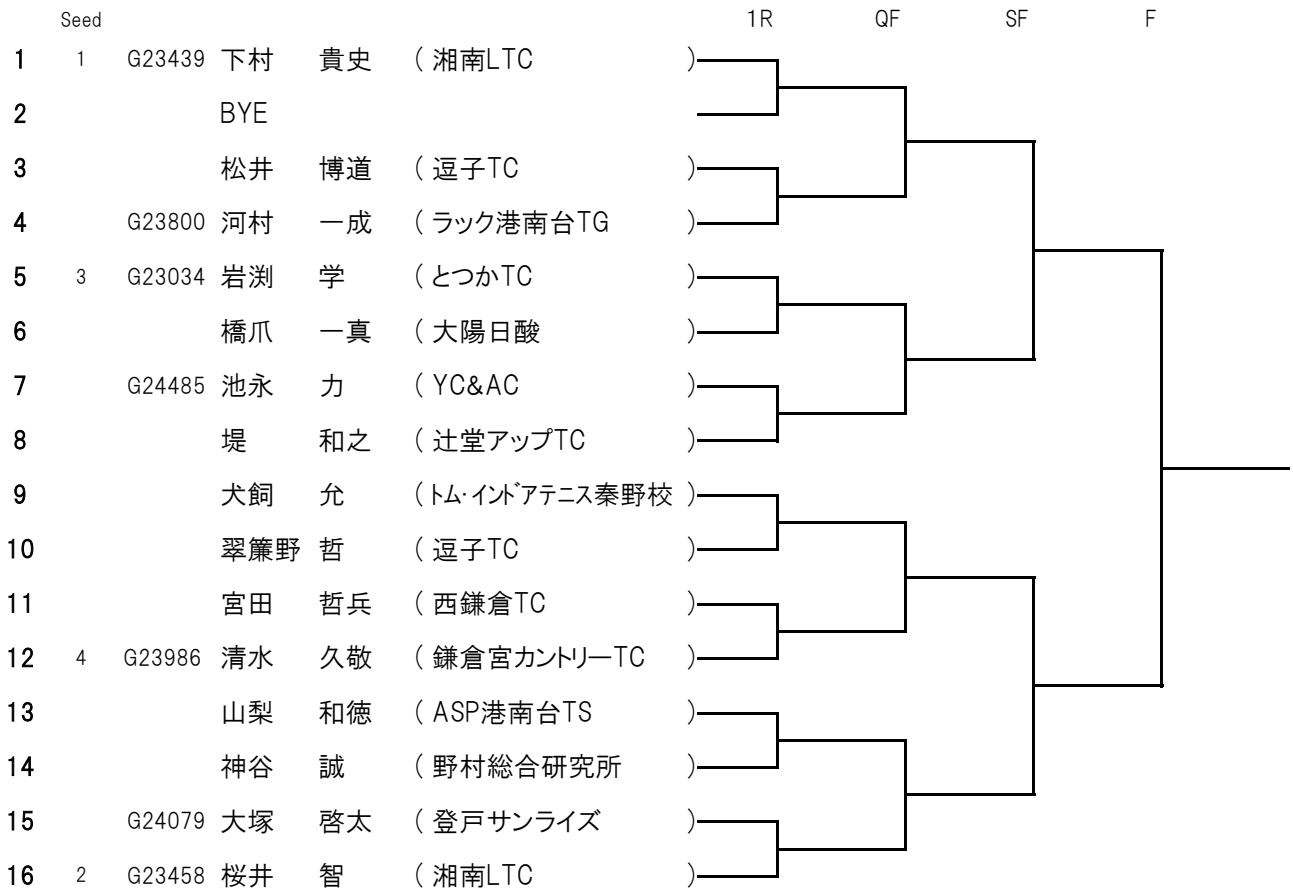 Seed 1R QF SF F
1 1 G23439 下村 貴史 ( 湘南LTC )
2 BYE
3 松井 博道 ( 逗子TC )
4 G23800 河村 一成 ( ラック港南台TG )
5 3 G23034 岩渕 学 ( とつかTC )
6 橋爪 一真 ( 大陽日酸 )
7 G24485 池永 力 ( YC&AC )
8 堤 和之 ( 辻堂アップTC )
9 犬飼 允 ( トム・インドアテニス秦野校 )
10 翠簾野 哲 ( 逗子TC )
11 宮田 哲兵 ( 西鎌倉TC )
12 4 G23986 清水 久敬 ( 鎌倉宮カントリーTC )
13 山梨 和徳 ( ASP港南台TS )
14 神谷 誠 ( 野村総合研究所 )
15 G24079 大塚 啓太 ( 登戸サンライズ )
16 2 G23458 桜井 智 ( 湘南LTC )